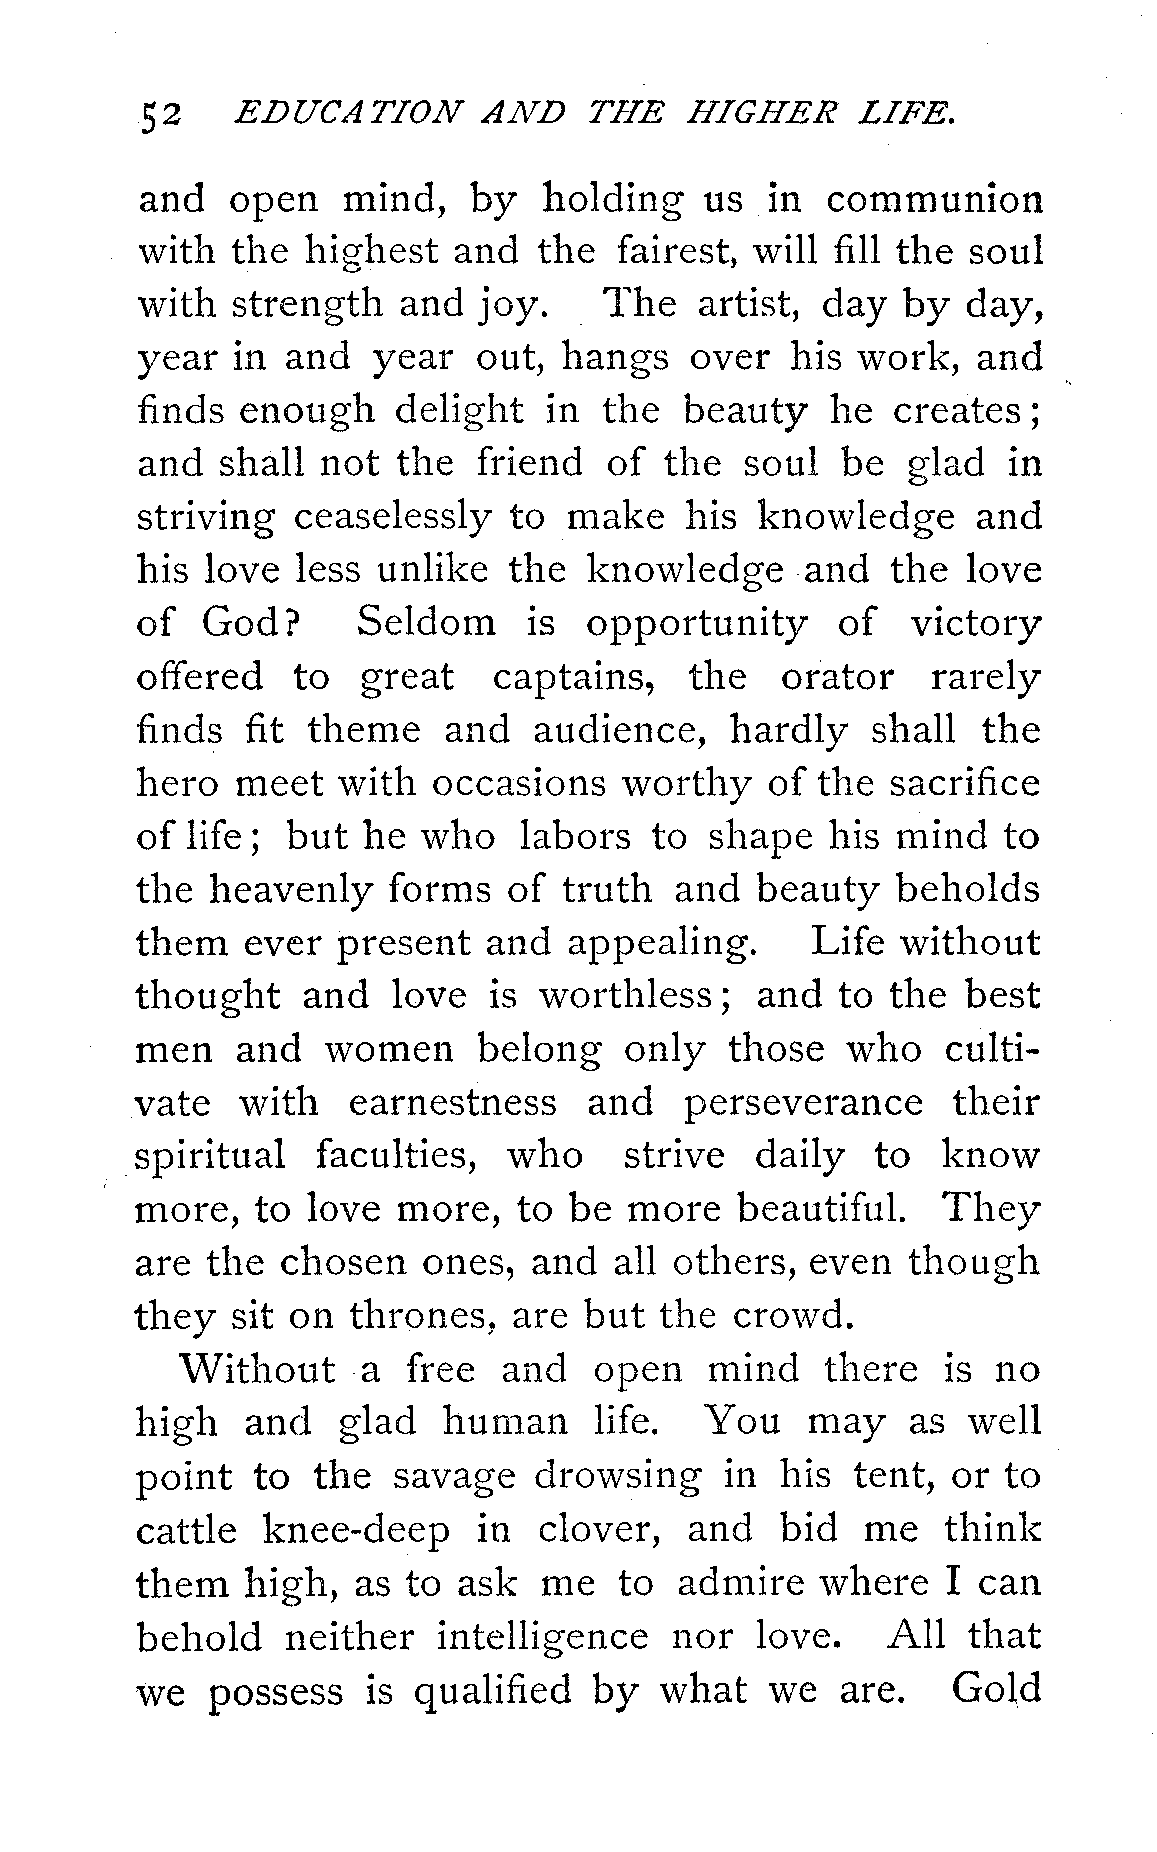 52 EDUCATION AND THE HIGHER LIFE.
and open mind, by holding us in communion
with the highest and the fairest, will fill the soul
with strength and joy. The artist, day by day,
year in and year out, hangs over his work, and
finds enough delight in the beauty he creates;
and shall not the friend of the soul be glad in
striving ceaselessly to make his knowledge and
his love less unlike the knowledge and the love
of God? Seldom is opportunity of victory
offered to great captains, the orator rarely
finds fit theme and audience, hardly shall the
hero meet with occasions worthy of the sacrifice
of life; but he who labors to shape his mind to
the heavenly forms of truth and beauty beholds
them ever present and appealing. Life without
thought and love is worthless; and to the best
men and women belong only those who culti-
vate with earnestness and perseverance their
spiritual faculties, who strive daily to know
more, to love more, to be more beautiful. They
are the chosen ones, and all others, even though
they sit on thrones, are but the crowd.
Without a free and open mind there is no
high and glad human life. You may as well
point to the savage drowsing in his tent, or to
cattle knee-deep in clover, and bid me think
them high, as to ask me to admire where I can
behold neither intelligence nor love. All that
we possess is qualified by what we are. Gold